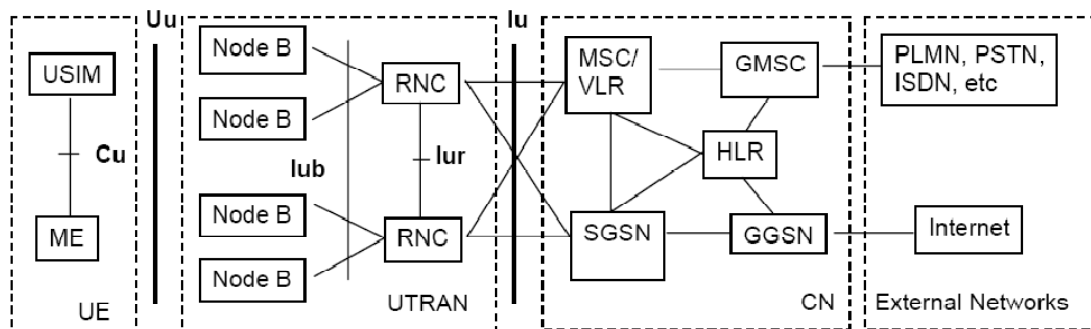 Uu
Iu
USIM
Cu
ME
UE
Node B
Node B
Node B
Node B
Iub
RNC
Iur
RNC
UTRAN
MSC/
VLR
GMSC
HLR
SGSN
GGSN
CN
PLMN, PSTN,
ISDN, etc
Internet
External Networks